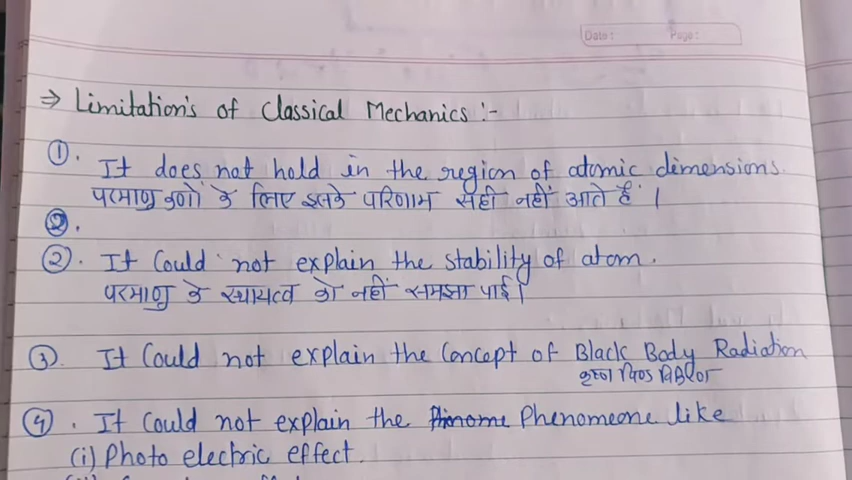 Date: Page:
⇒ Limitation's of Classical Mechanics :-
①. It does not hold in the region of atomic dimensions.
परमाणु कणों के लिए इसके परिणाम सही नहीं आते हैं ।
②.
②. It Could not explain the stability of atom.
परमाणु के स्थायित्व को नहीं समझा पाई।
③. It Could not explain the Concept of Black Body Radiation
कृष्ण पिण्ड विकिरण
④. It Could not explain the Phenomeone like
(i) Photo electric effect.